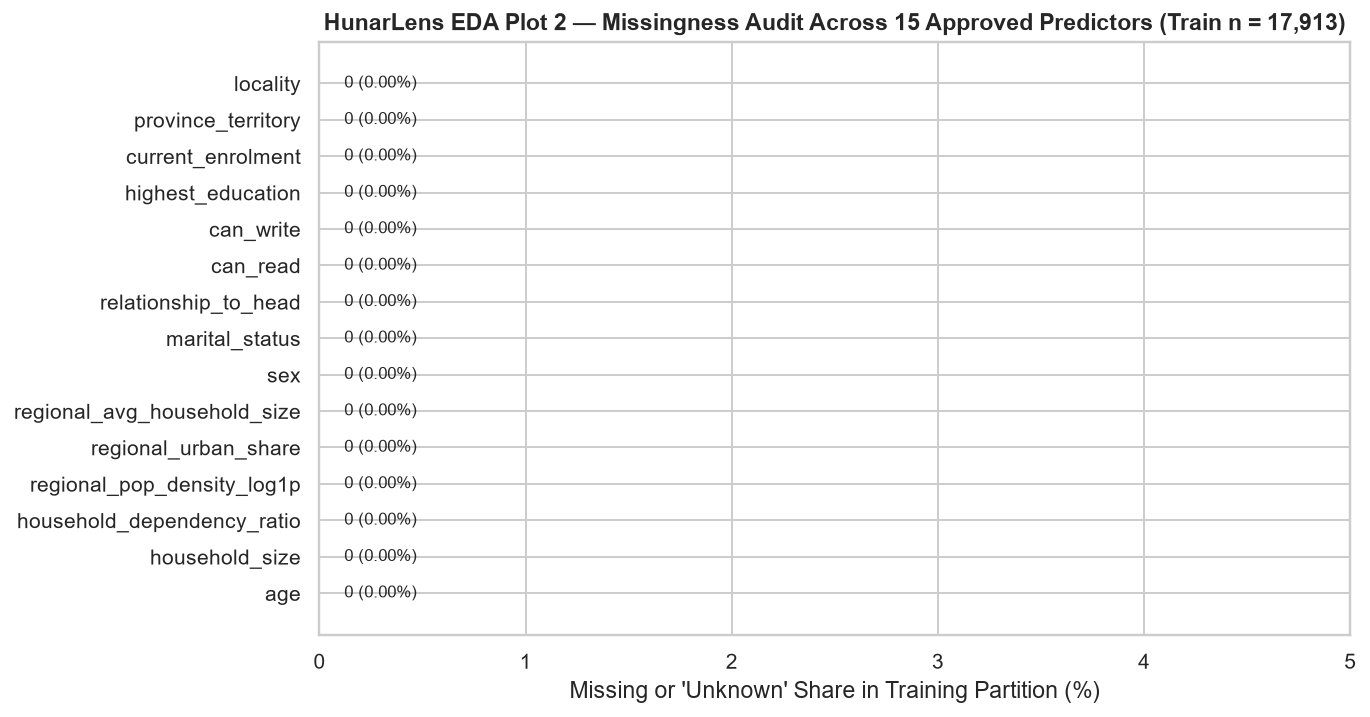 HunarLens EDA Plot 2 — Missingness Audit Across 15 Approved Predictors (Train n = 17,913)
locality 0 (0.00%)
province_territory 0 (0.00%)
current_enrolment 0 (0.00%)
highest_education 0 (0.00%)
can_write 0 (0.00%)
can_read 0 (0.00%)
relationship_to_head 0 (0.00%)
marital_status 0 (0.00%)
sex 0 (0.00%)
regional_avg_household_size 0 (0.00%)
regional_urban_share 0 (0.00%)
regional_pop_density_log1p 0 (0.00%)
household_dependency_ratio 0 (0.00%)
household_size 0 (0.00%)
age 0 (0.00%)
0 1 2 3 4 5
Missing or 'Unknown' Share in Training Partition (%)